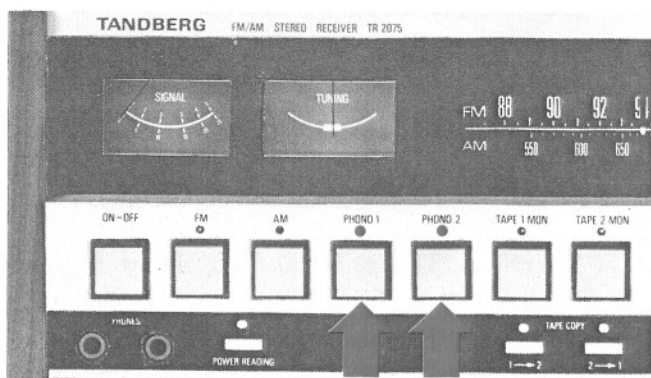 TANDBERG FM/AM STEREO RECEIVER TR 2075
SIGNAL
TUNING
FM 88 90 92 94
AM 550 600 650
ON-OFF FM AM PHONO 1 PHONO 2 TAPE 1 MON TAPE 2 MON
PHONES
POWER READING
TAPE COPY
1→2 2→1